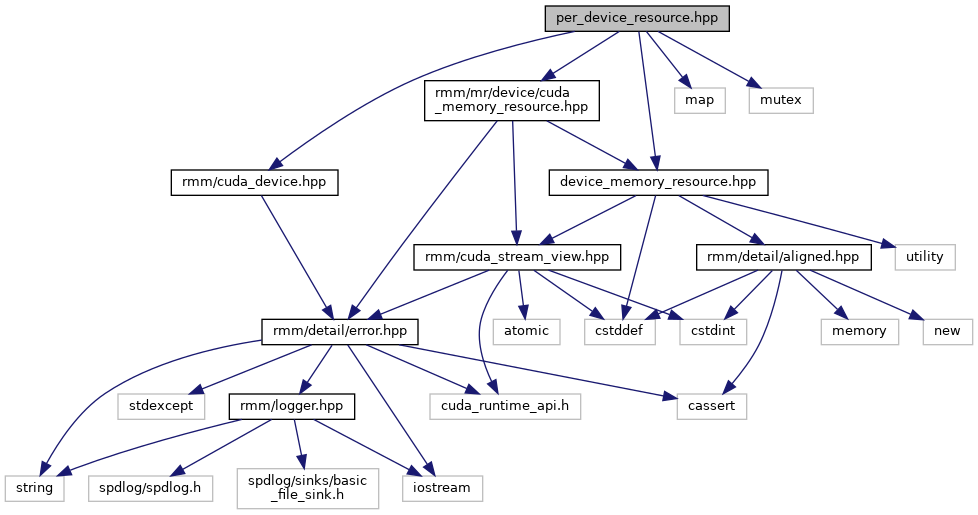 per_device_resource.hpp
rmm/mr/device/cuda
_memory_resource.hpp
map
mutex
rmm/cuda_device.hpp
device_memory_resource.hpp
rmm/cuda_stream_view.hpp
rmm/detail/aligned.hpp
utility
rmm/detail/error.hpp
atomic
cstddef
cstdint
memory
new
stdexcept
rmm/logger.hpp
cuda_runtime_api.h
cassert
string
spdlog/spdlog.h
spdlog/sinks/basic
_file_sink.h
iostream